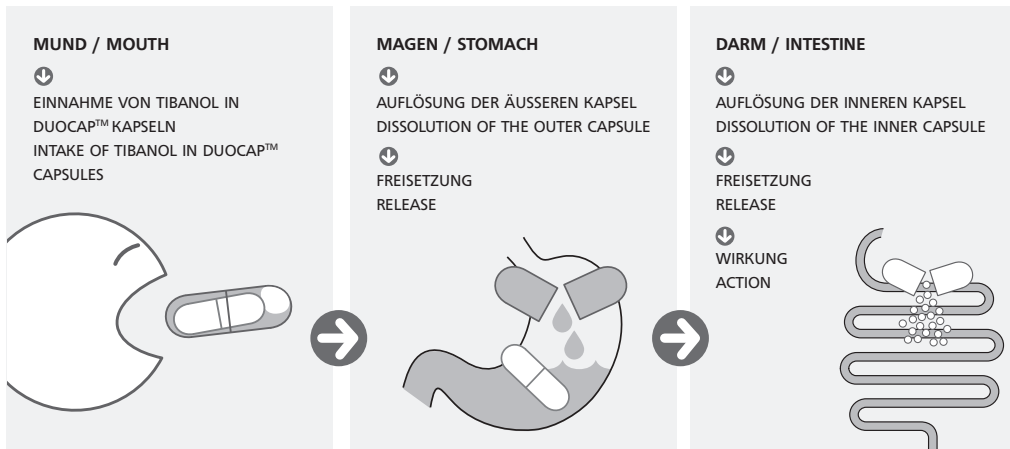 MUND / MOUTH
EINNAHME VON TIBANOL IN
DUOCAP™ KAPSELN
INTAKE OF TIBANOL IN DUOCAP™
CAPSULES
MAGEN / STOMACH
AUFLÖSUNG DER ÄUSSEREN KAPSEL
DISSOLUTION OF THE OUTER CAPSULE
FREISETZUNG
RELEASE
DARM / INTESTINE
AUFLÖSUNG DER INNEREN KAPSEL
DISSOLUTION OF THE INNER CAPSULE
FREISETZUNG
RELEASE
WIRKUNG
ACTION